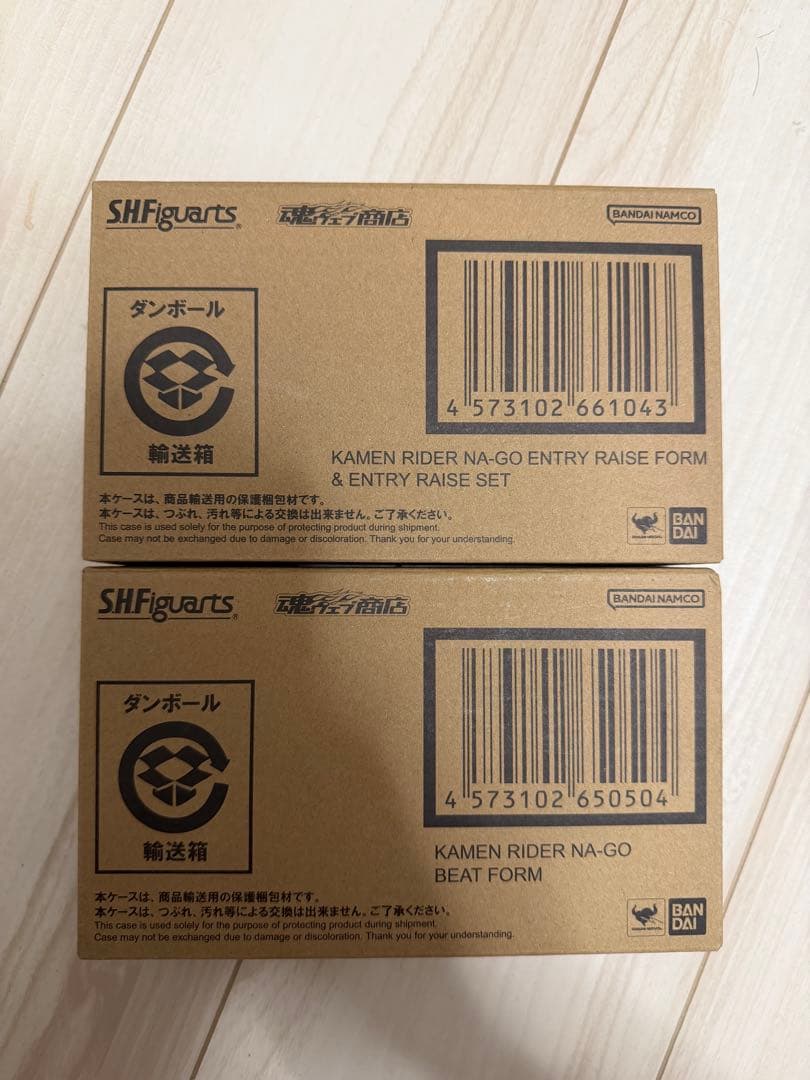 S.H.Figuarts®
魂ウェブ商店
BANDAI NAMCO
ダンボール
輸送箱
4 573102 661043
KAMEN RIDER NA-GO ENTRY RAISE FORM
& ENTRY RAISE SET
本ケースは、商品輸送用の保護梱包材です。
本ケースは、つぶれ、汚れ等による交換は出来ません。ご了承ください。
This case is used solely for the purpose of protecting product during shipment.
Case may not be exchanged due to damage or discoloration. Thank you for your understanding.
BAN
DAI
S.H.Figuarts®
魂ウェブ商店
BANDAI NAMCO
ダンボール
輸送箱
4 573102 650504
KAMEN RIDER NA-GO
BEAT FORM
本ケースは、商品輸送用の保護梱包材です。
本ケースは、つぶれ、汚れ等による交換は出来ません。ご了承ください。
This case is used solely for the purpose of protecting product during shipment.
Case may not be exchanged due to damage or discoloration. Thank you for your understanding.
BAN
DAI